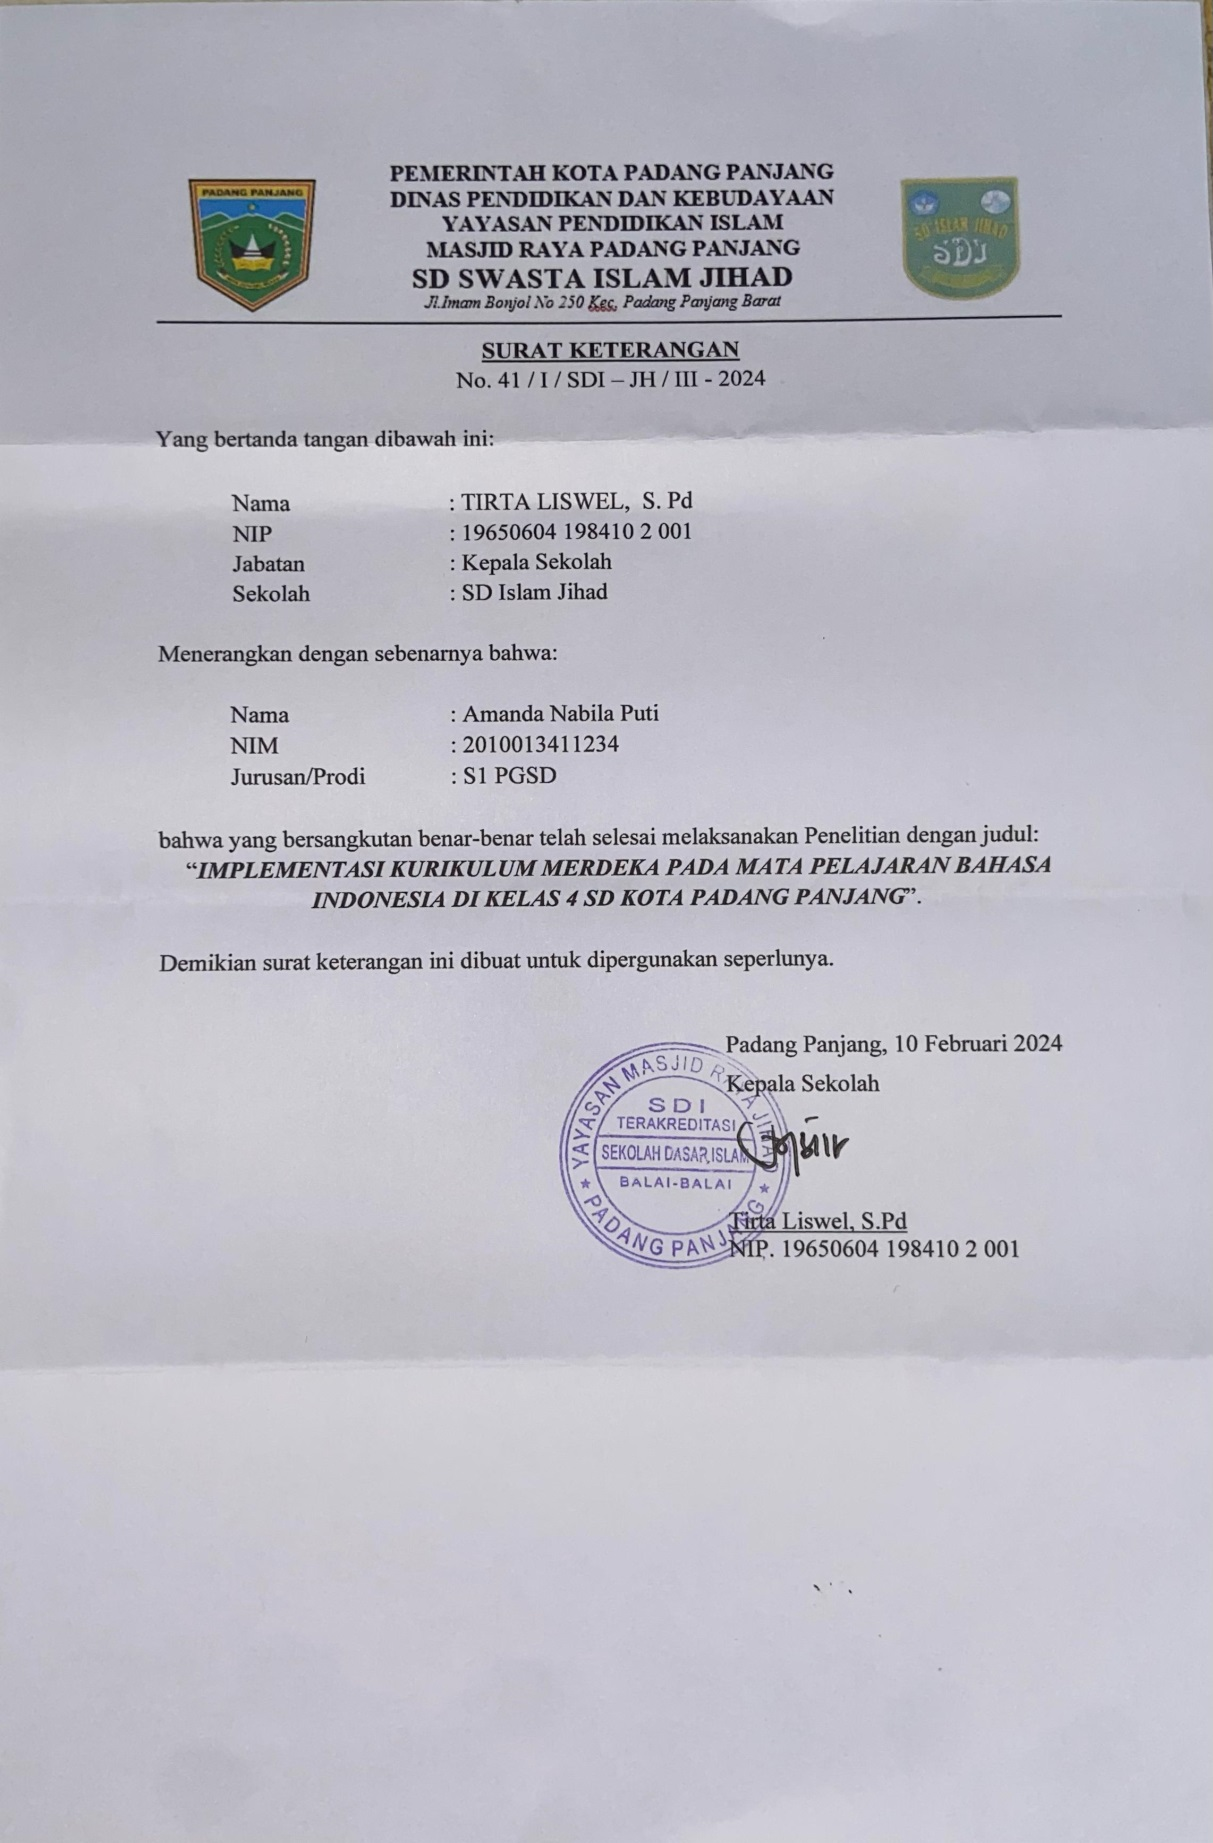 PADANG PANJANG
PEMERINTAH KOTA PADANG PANJANG
DINAS PENDIDIKAN DAN KEBUDAYAAN
YAYASAN PENDIDIKAN ISLAM
MASJID RAYA PADANG PANJANG
SD SWASTA ISLAM JIHAD
Jl.Imam Bonjol No 250 Kec, Padang Panjang Barat
SD ISLAM JIHAD
SDJ
SURAT KETERANGAN
No. 41 / I / SDI – JH / III - 2024
Yang bertanda tangan dibawah ini:
Nama : TIRTA LISWEL, S. Pd
NIP : 19650604 198410 2 001
Jabatan : Kepala Sekolah
Sekolah : SD Islam Jihad
Menerangkan dengan sebenarnya bahwa:
Nama : Amanda Nabila Puti
NIM : 2010013411234
Jurusan/Prodi : S1 PGSD
bahwa yang bersangkutan benar-benar telah selesai melaksanakan Penelitian dengan judul:
“IMPLEMENTASI KURIKULUM MERDEKA PADA MATA PELAJARAN BAHASA
INDONESIA DI KELAS 4 SD KOTA PADANG PANJANG”.
Demikian surat keterangan ini dibuat untuk dipergunakan seperlunya.
Padang Panjang, 10 Februari 2024
Kepala Sekolah
YAYASAN MASJID RAYA JIHAD
SDI
TERAKREDITASI
SEKOLAH DASAR ISLAM
BALAI-BALAI
PADANG PANJANG
Tirta Liswel, S.Pd
NIP. 19650604 198410 2 001